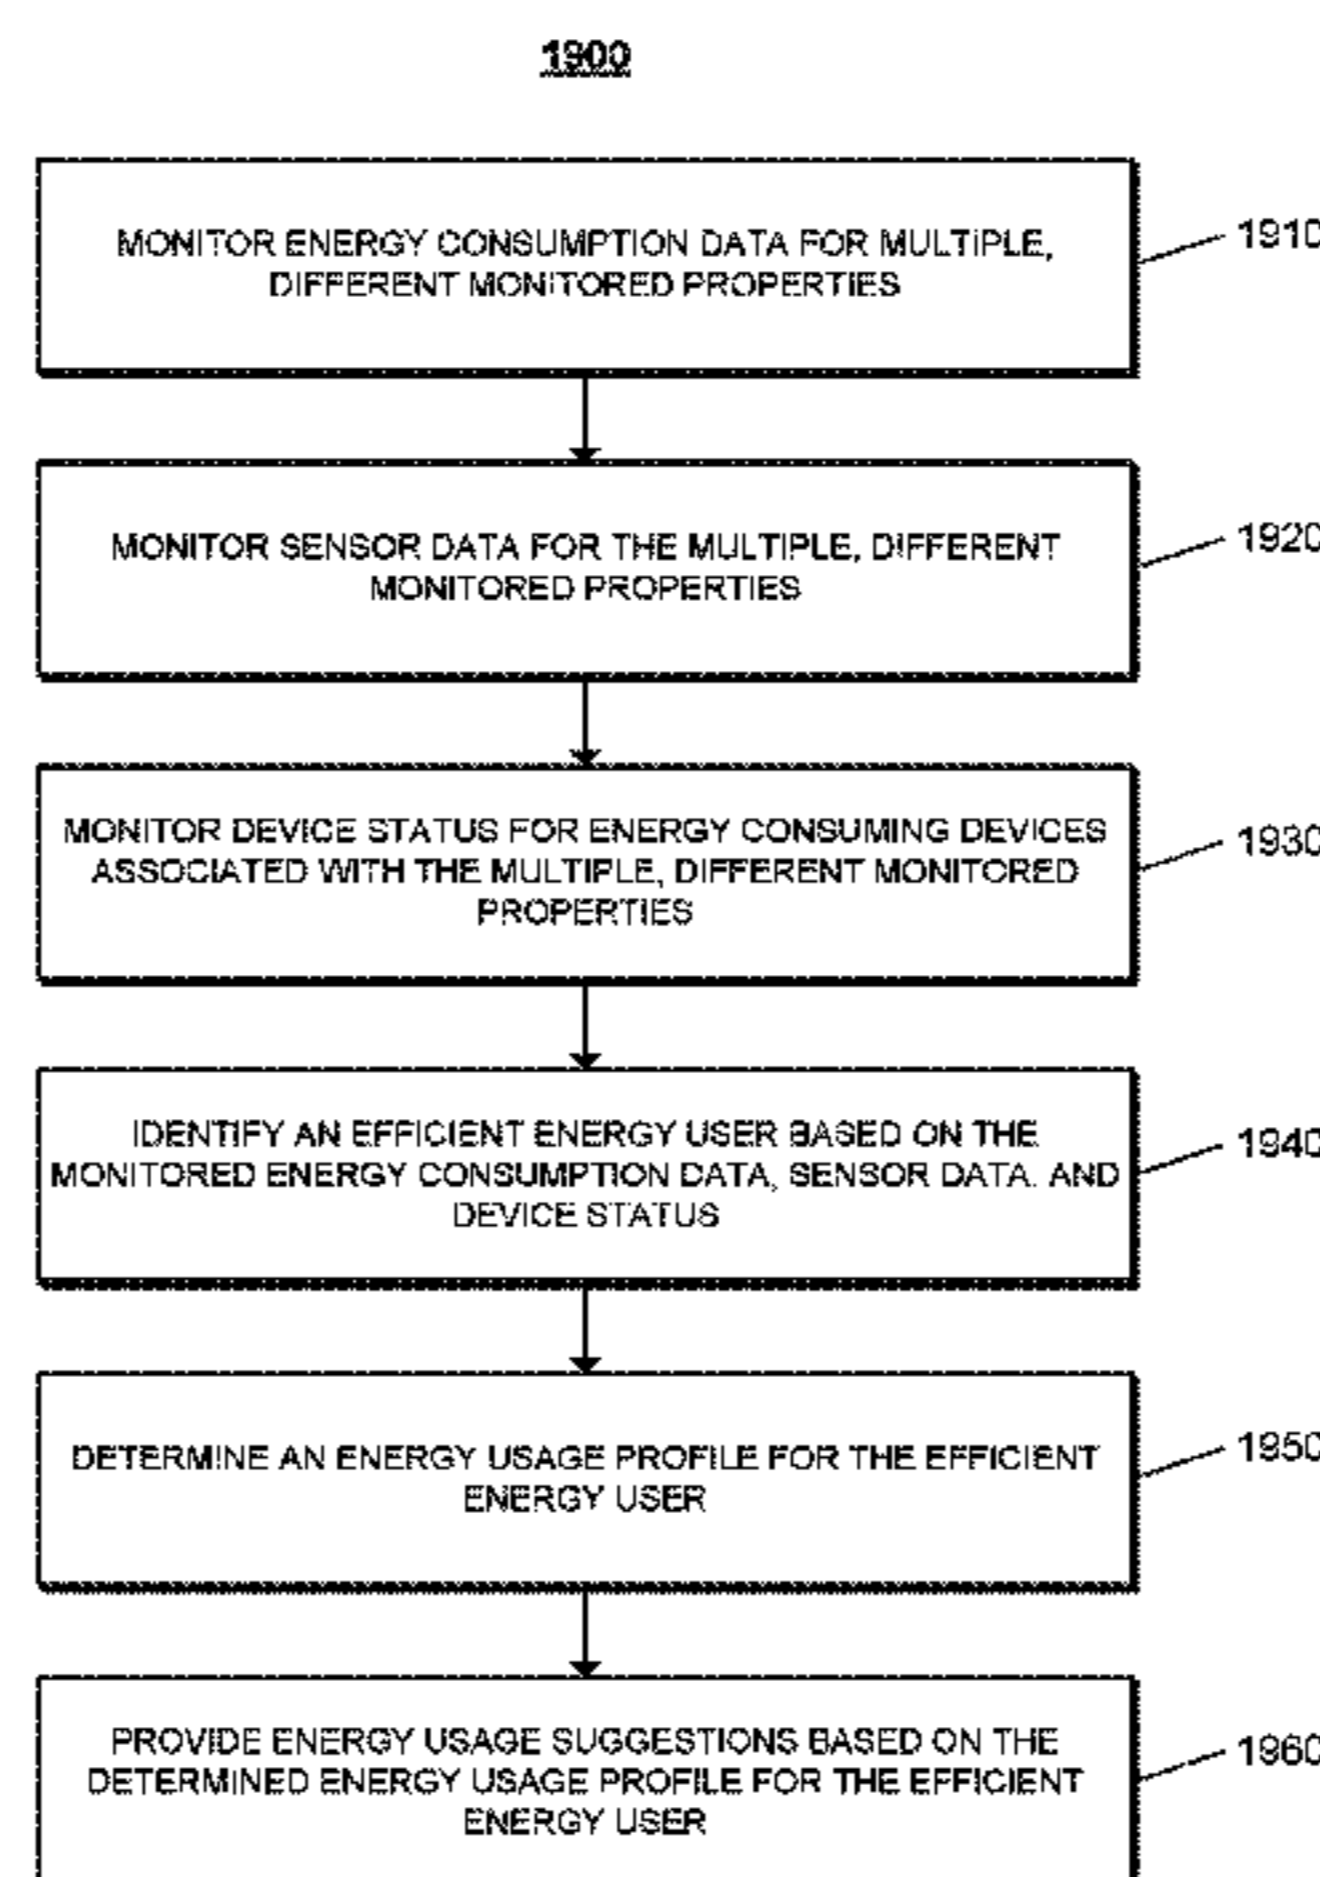 1900
MONITOR ENERGY CONSUMPTION DATA FOR MULTIPLE,
DIFFERENT MONITORED PROPERTIES
1910
MONITOR SENSOR DATA FOR THE MULTIPLE, DIFFERENT
MONITORED PROPERTIES
1920
MONITOR DEVICE STATUS FOR ENERGY CONSUMING DEVICES
ASSOCIATED WITH THE MULTIPLE, DIFFERENT MONITORED
PROPERTIES
1930
IDENTIFY AN EFFICIENT ENERGY USER BASED ON THE
MONITORED ENERGY CONSUMPTION DATA, SENSOR DATA, AND
DEVICE STATUS
1940
DETERMINE AN ENERGY USAGE PROFILE FOR THE EFFICIENT
ENERGY USER
1950
PROVIDE ENERGY USAGE SUGGESTIONS BASED ON THE
DETERMINED ENERGY USAGE PROFILE FOR THE EFFICIENT
ENERGY USER
1960